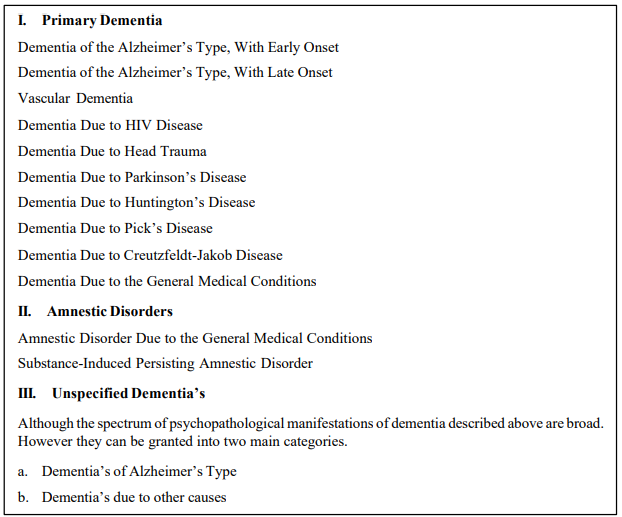 I. Primary Dementia
Dementia of the Alzheimer's Type, With Early Onset
Dementia of the Alzheimer's Type, With Late Onset
Vascular Dementia
Dementia Due to HIV Disease
Dementia Due to Head Trauma
Dementia Due to Parkinson's Disease
Dementia Due to Huntington's Disease
Dementia Due to Pick's Disease
Dementia Due to Creutzfeldt-Jakob Disease
Dementia Due to the General Medical Conditions
II. Amnestic Disorders
Amnestic Disorder Due to the General Medical Conditions
Substance-Induced Persisting Amnestic Disorder
III. Unspecified Dementia's
Although the spectrum of psychopathological manifestations of dementia described above are broad.
However they can be granted into two main categories.
a. Dementia's of Alzheimer's Type
b. Dementia's due to other causes